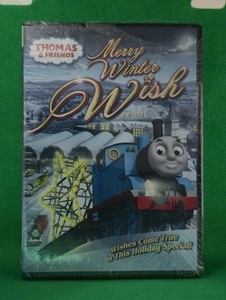 THOMAS
& FRIENDS
Merry
Winter
Wish
Wishes Come True
in This Holiday Special!